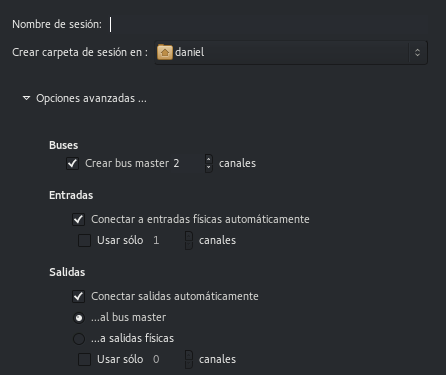 Nombre de sesión:
Crear carpeta de sesión en : daniel
Opciones avanzadas ...
Buses
Crear bus master 2 canales
Entradas
Conectar a entradas físicas automáticamente
Usar sólo 1 canales
Salidas
Conectar salidas automáticamente
...al bus master
...a salidas físicas
Usar sólo 0 canales